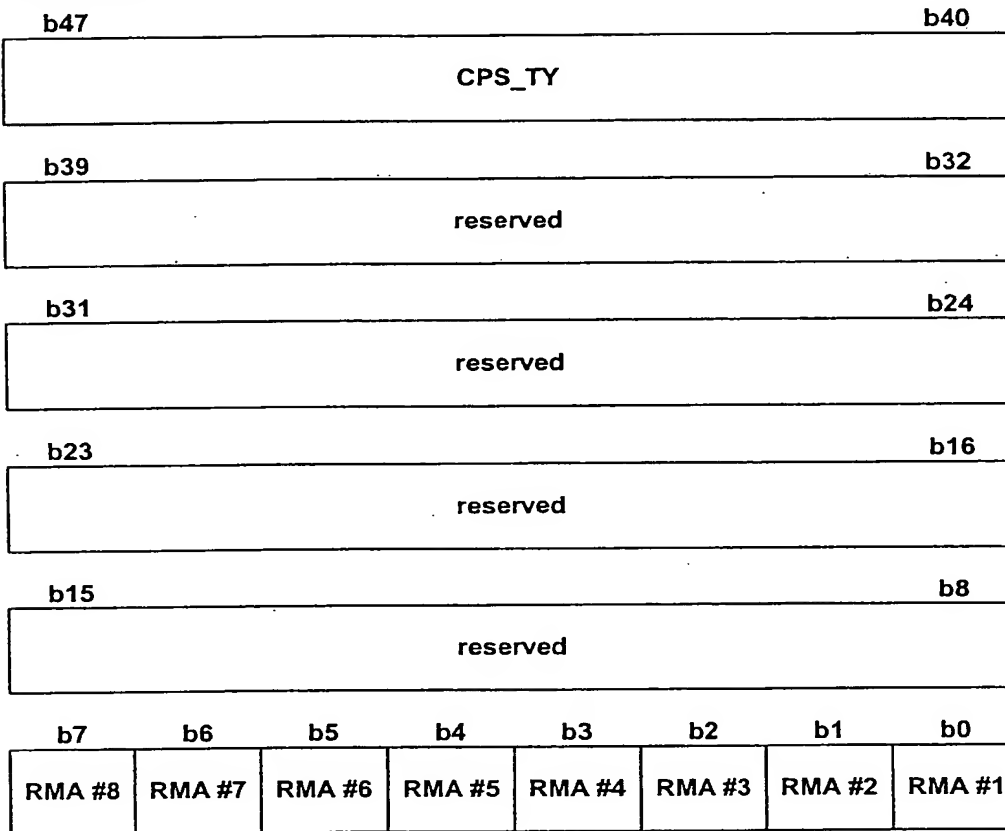 b47 b40
CPS_TY
b39 b32
reserved
b31 b24
reserved
b23 b16
reserved
b15 b8
reserved
b7 b6 b5 b4 b3 b2 b1 b0
RMA #8 RMA #7 RMA #6 RMA #5 RMA #4 RMA #3 RMA #2 RMA #1